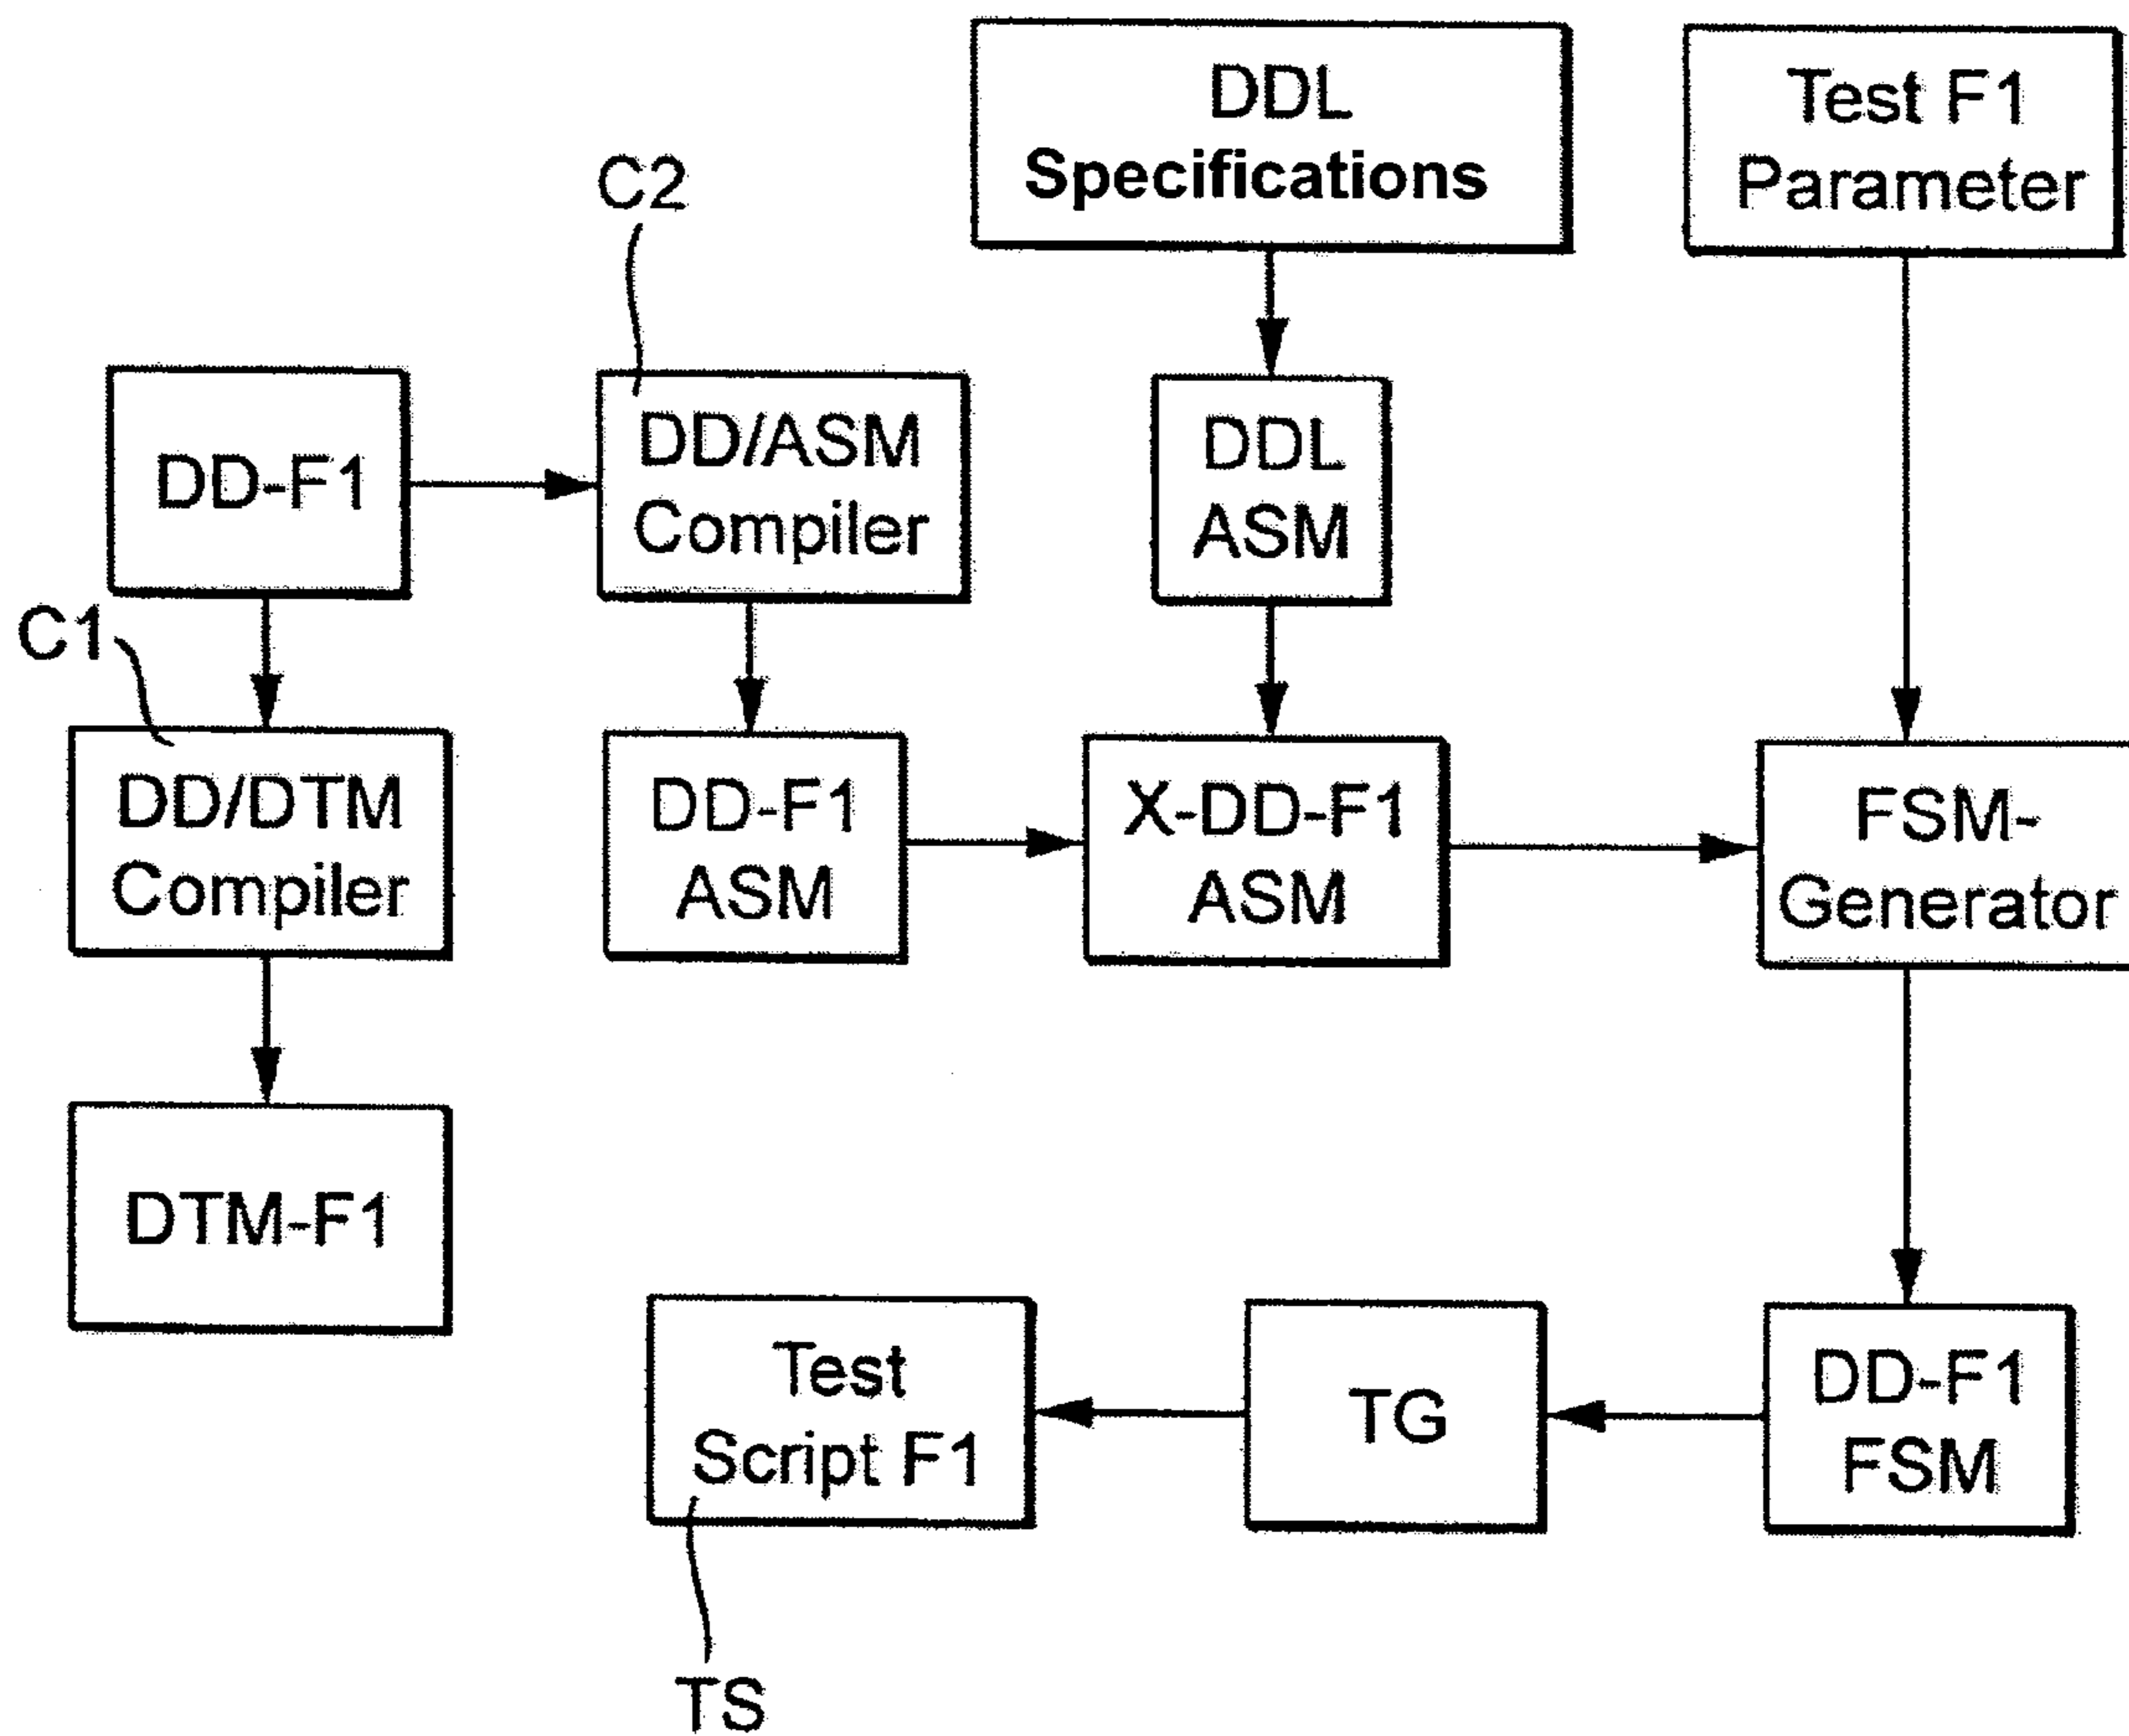 DDL
Specifications
Test F1
Parameter
C2
DD-F1
DD/ASM
Compiler
DDL
ASM
C1
DD/DTM
Compiler
DD-F1
ASM
X-DD-F1
ASM
FSM-
Generator
DTM-F1
Test
Script F1
TG
DD-F1
FSM
TS